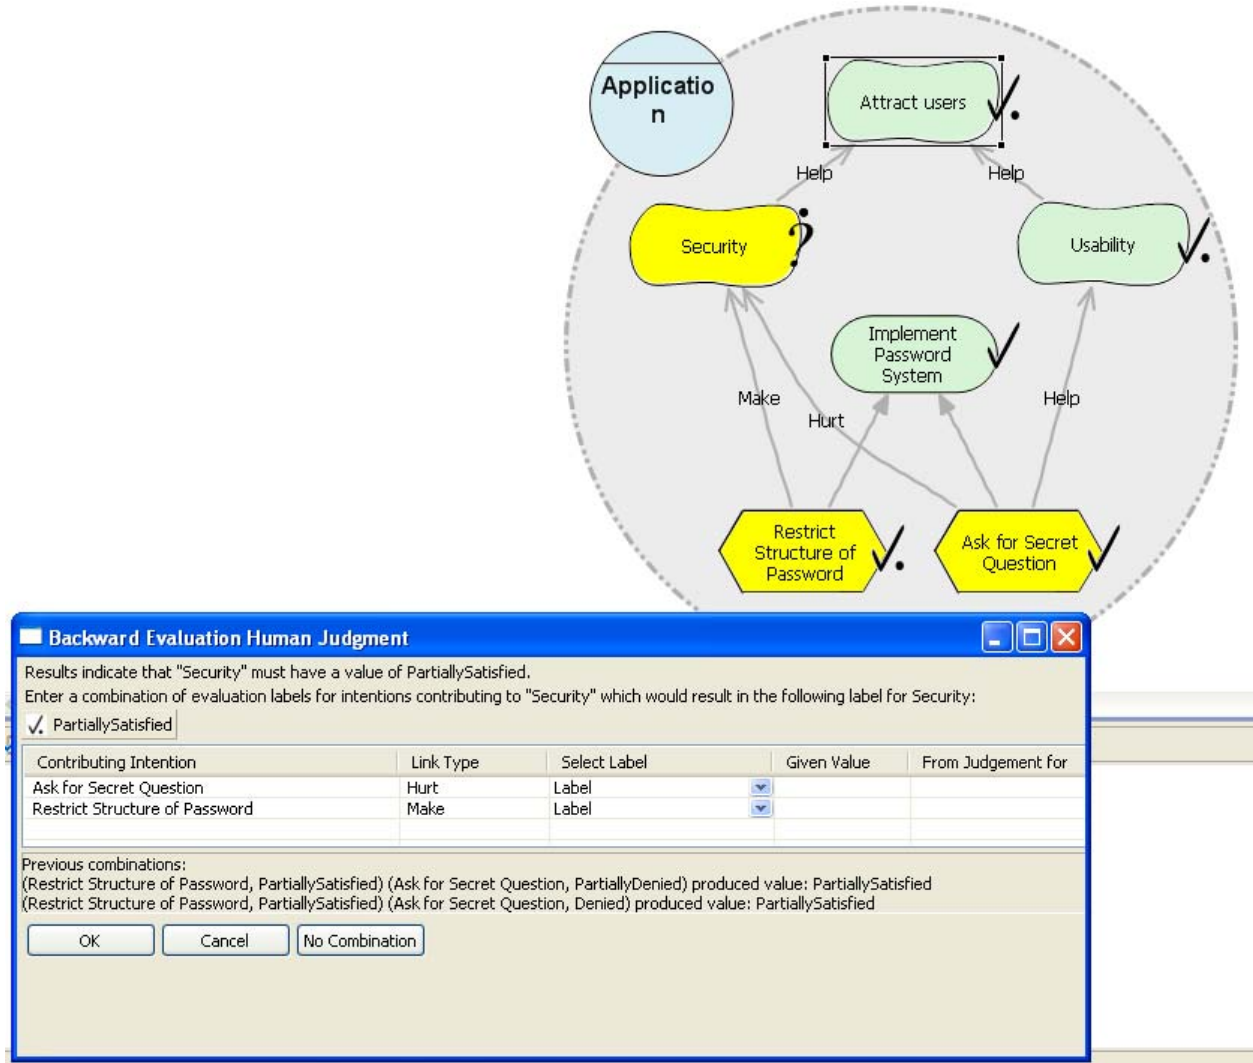 Applicatio
n
Attract users
Help
Help
Security
?
Usability
Implement
Password
System
Make
Hurt
Help
Restrict
Structure of
Password
Ask for Secret
Question
Backward Evaluation Human Judgment
Results indicate that "Security" must have a value of PartiallySatisfied.
Enter a combination of evaluation labels for intentions contributing to "Security" which would result in the following label for Security:
PartiallySatisfied
Contributing Intention Link Type Select Label Given Value From Judgement for
Ask for Secret Question Hurt Label
Restrict Structure of Password Make Label
Previous combinations:
(Restrict Structure of Password, PartiallySatisfied) (Ask for Secret Question, PartiallyDenied) produced value: PartiallySatisfied
(Restrict Structure of Password, PartiallySatisfied) (Ask for Secret Question, Denied) produced value: PartiallySatisfied
OK Cancel No Combination